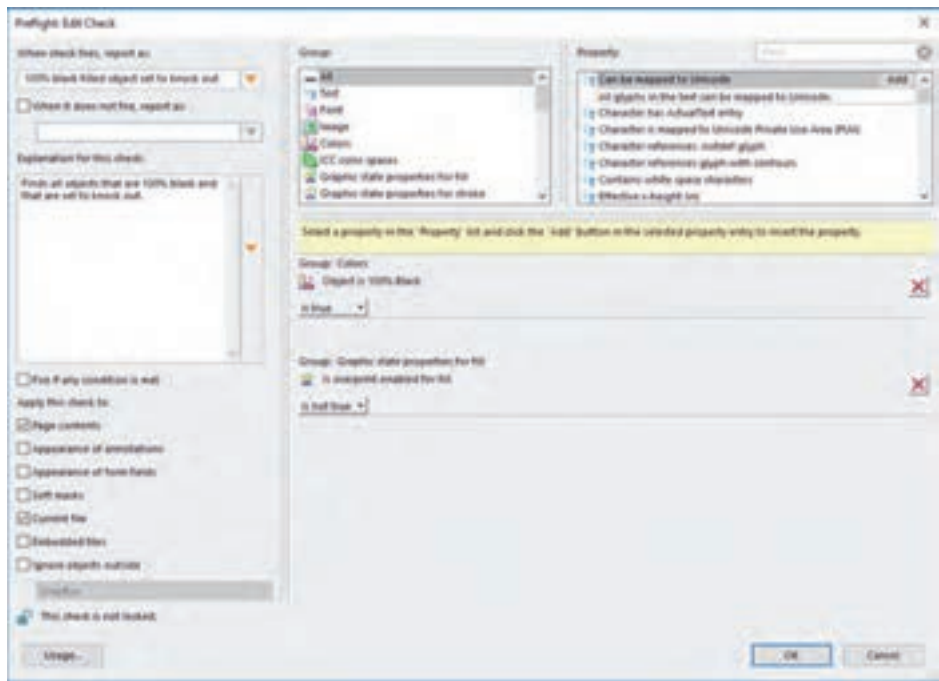 Preflight: Edit Check
When check fires, report as:
100% black filled object set to knock out
When it does not fire, report as:
Explanation for this check:
Finds all objects that are 100% black and
that are set to knock out.
Fire if any condition is met
Apply this check to:
Page contents
Appearance of annotations
Appearance of form fields
Soft masks
Current file
Embedded files
Ignore objects outside
This check is not locked.
Usage...
Group:
All
Text
Font
Image
Colors
ICC color spaces
Graphic state properties for fill
Graphic state properties for stroke
Property:
Can be mapped to Unicode
Add
All glyphs in the text can be mapped to Unicode.
Character has ActualText entry
Character is mapped to Unicode Private Use Area (PUA)
Character references .notdef glyph
Character references glyph with contours
Contains white space characters
Effective x-height
Select a property in the 'Property' list and click the 'Add' button in the selected property entry to insert the property.
Group: Colors
Object is 100% Black
is true
Group: Graphic state properties for fill
Is overprint enabled for fill
is not true
OK
Cancel